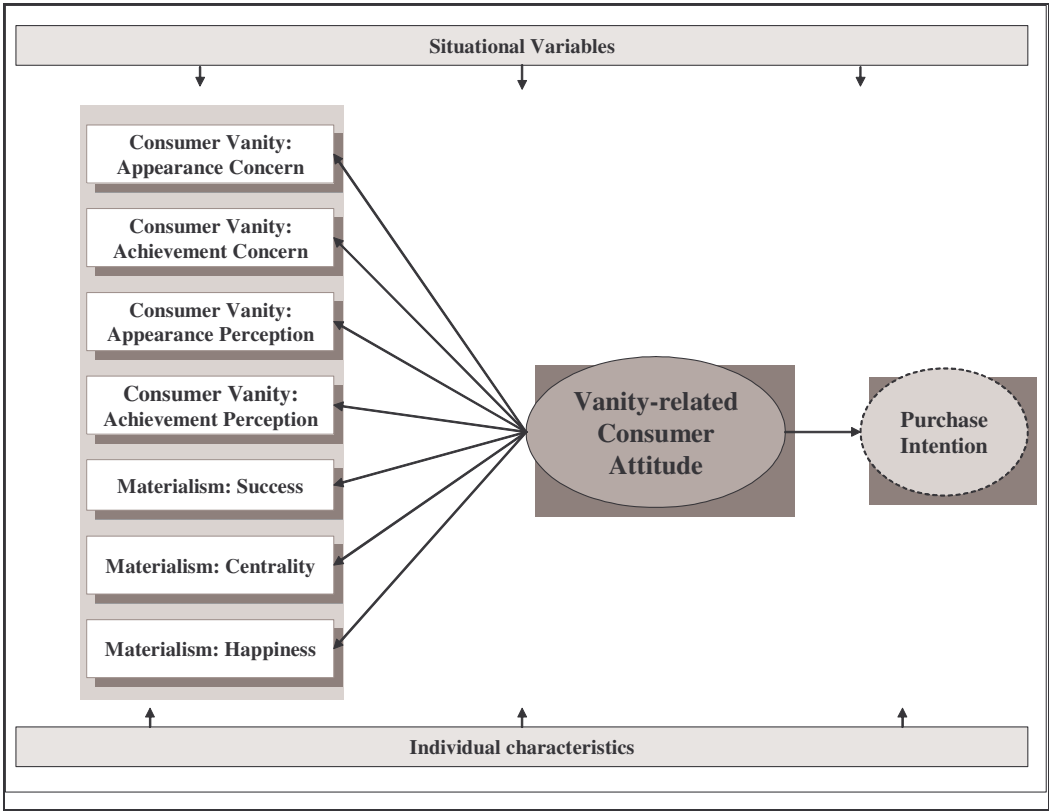 Situational Variables
Consumer Vanity:
Appearance Concern
Consumer Vanity:
Achievement Concern
Consumer Vanity:
Appearance Perception
Consumer Vanity:
Achievement Perception
Materialism: Success
Materialism: Centrality
Materialism: Happiness
Vanity-related
Consumer
Attitude
Purchase
Intention
Individual characteristics